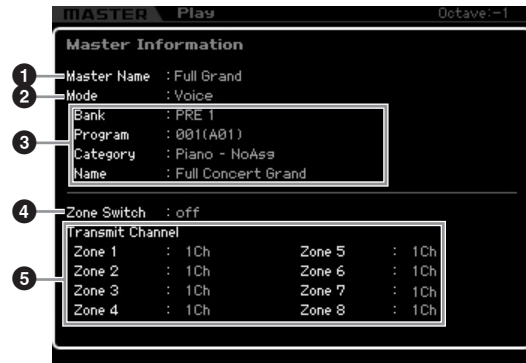 MASTER Play Octave:-1
Master Information
1 Master Name : Full Grand
2 Mode : Voice
3 Bank : PRE 1
Program : 001(A01)
Category : Piano - NoAsg
Name : Full Concert Grand
4 Zone Switch : off
5 Transmit Channel
Zone 1 : 1Ch Zone 5 : 1Ch
Zone 2 : 1Ch Zone 6 : 1Ch
Zone 3 : 1Ch Zone 7 : 1Ch
Zone 4 : 1Ch Zone 8 : 1Ch